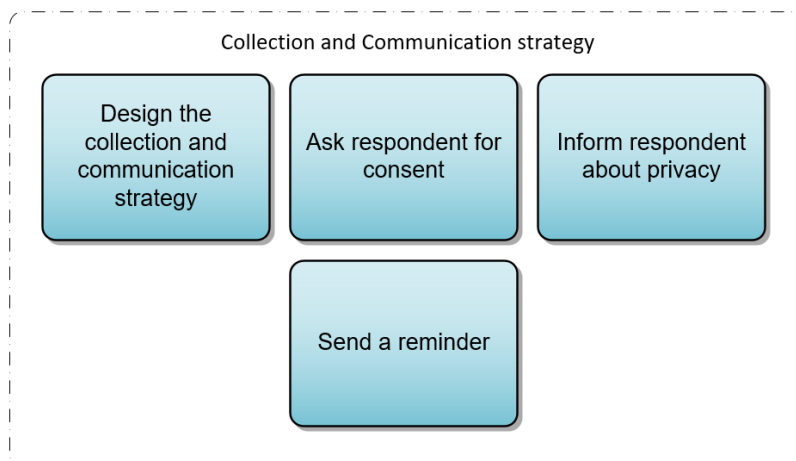 Collection and Communication strategy
Design the
collection and
communication
strategy
Ask respondent for
consent
Inform respondent
about privacy
Send a reminder